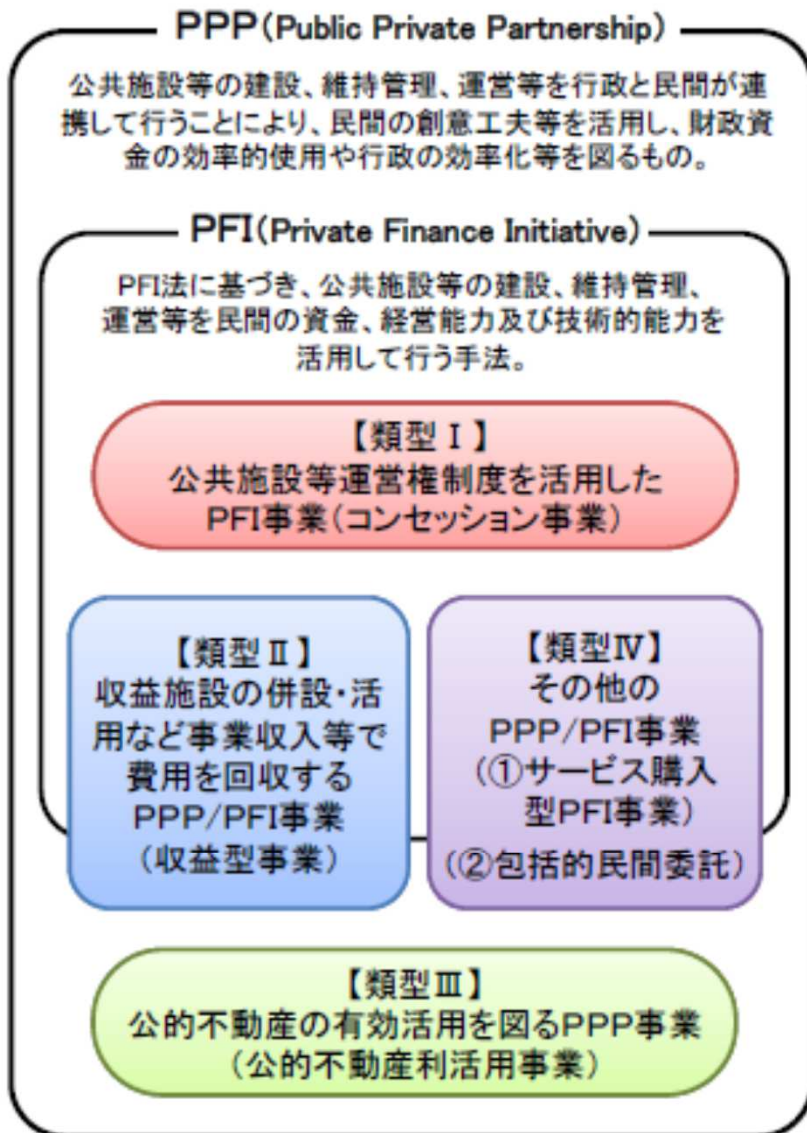 PPP(Public Private Partnership)
公共施設等の建設、維持管理、運営等を行政と民間が連
携して行うことにより、民間の創意工夫等を活用し、財政資
金の効率的使用や行政の効率化等を図るもの。
PFI(Private Finance Initiative)
PFI法に基づき、公共施設等の建設、維持管理、
運営等を民間の資金、経営能力及び技術的能力を
活用して行う手法。
【類型Ⅰ】
公共施設等運営権制度を活用した
PFI事業(コンセッション事業)
【類型Ⅱ】
収益施設の併設・活
用など事業収入等で
費用を回収する
PPP/PFI事業
(収益型事業)
【類型Ⅳ】
その他の
PPP/PFI事業
(①サービス購入
型PFI事業)
(②包括的民間委託)
【類型Ⅲ】
公的不動産の有効活用を図るPPP事業
(公的不動産利活用事業)